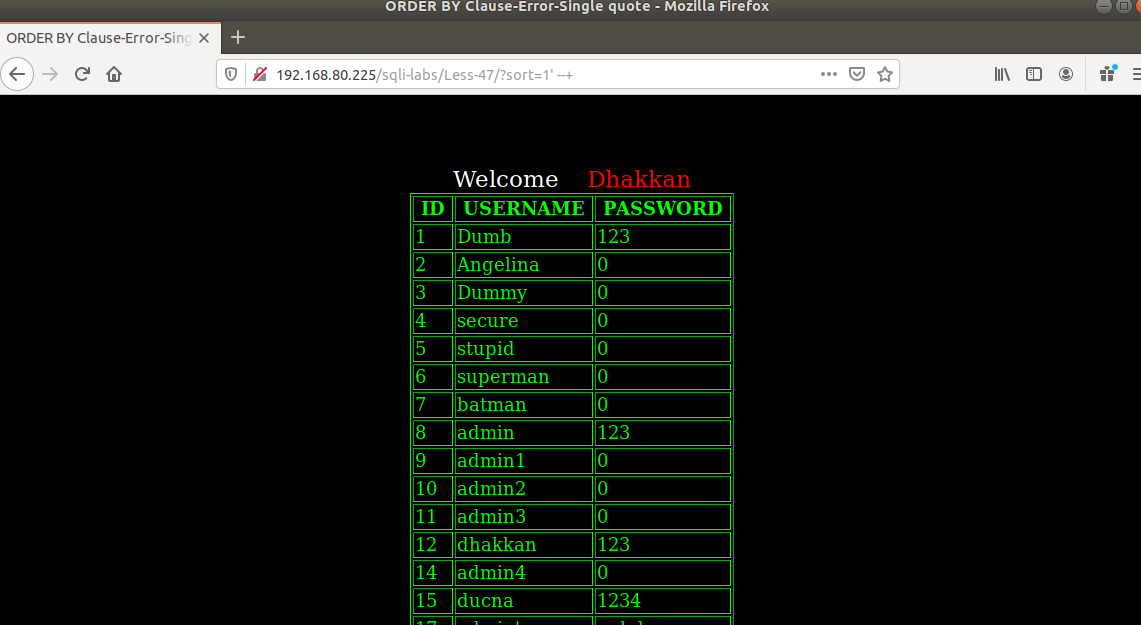 ORDER BY Clause-Error-Single quote - Mozilla Firefox
ORDER BY Clause-Error-Sing
192.168.80.225/sqli-labs/Less-47/?sort=1' --+
Welcome Dhakkan
ID USERNAME PASSWORD
1 Dumb 123
2 Angelina 0
3 Dummy 0
4 secure 0
5 stupid 0
6 superman 0
7 batman 0
8 admin 123
9 admin1 0
10 admin2 0
11 admin3 0
12 dhakkan 123
14 admin4 0
15 ducna 1234